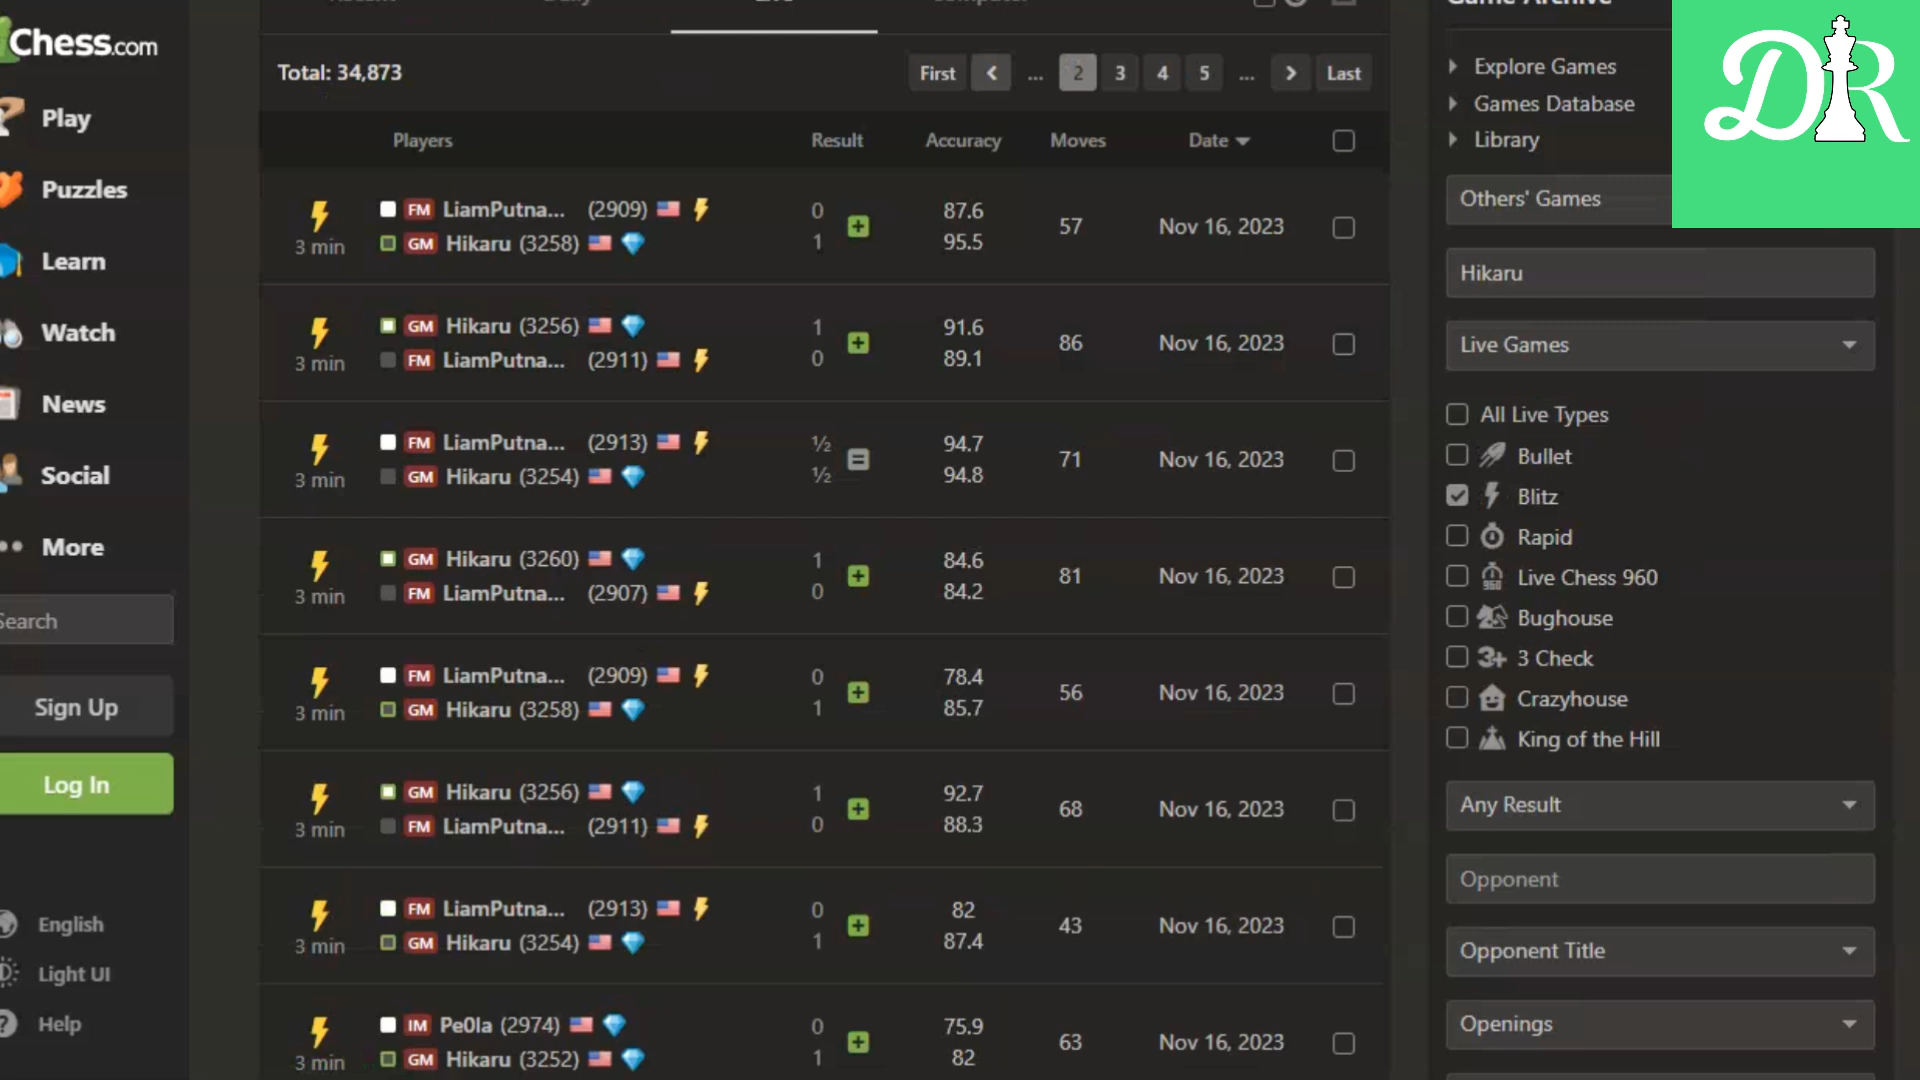 Chess.com
Play
Puzzles
Learn
Watch
News
Social
More
Search
Sign Up
Log In
English
Light UI
Help
Total: 34,873
First ... 2 3 4 5 ... Last
Players Result Accuracy Moves Date
3 min
FM LiamPutna... (2909) 0 87.6
GM Hikaru (3258) 1 95.5
57 Nov 16, 2023
3 min
GM Hikaru (3256) 1 91.6
FM LiamPutna... (2911) 0 89.1
86 Nov 16, 2023
3 min
FM LiamPutna... (2913) ½ 94.7
GM Hikaru (3254) ½ 94.8
71 Nov 16, 2023
3 min
GM Hikaru (3260) 1 84.6
FM LiamPutna... (2907) 0 84.2
81 Nov 16, 2023
3 min
FM LiamPutna... (2909) 0 78.4
GM Hikaru (3258) 1 85.7
56 Nov 16, 2023
3 min
GM Hikaru (3256) 1 92.7
FM LiamPutna... (2911) 0 88.3
68 Nov 16, 2023
3 min
FM LiamPutna... (2913) 0 82
GM Hikaru (3254) 1 87.4
43 Nov 16, 2023
3 min
IM Pe0la (2974) 0 75.9
GM Hikaru (3252) 1 82
63 Nov 16, 2023
Game Archive
Explore Games
Games Database
Library
Others' Games
Hikaru
Live Games
All Live Types
Bullet
Blitz
Rapid
960 Live Chess 960
Bughouse
3+ 3 Check
Crazyhouse
King of the Hill
Any Result
Opponent
Opponent Title
Openings
DR